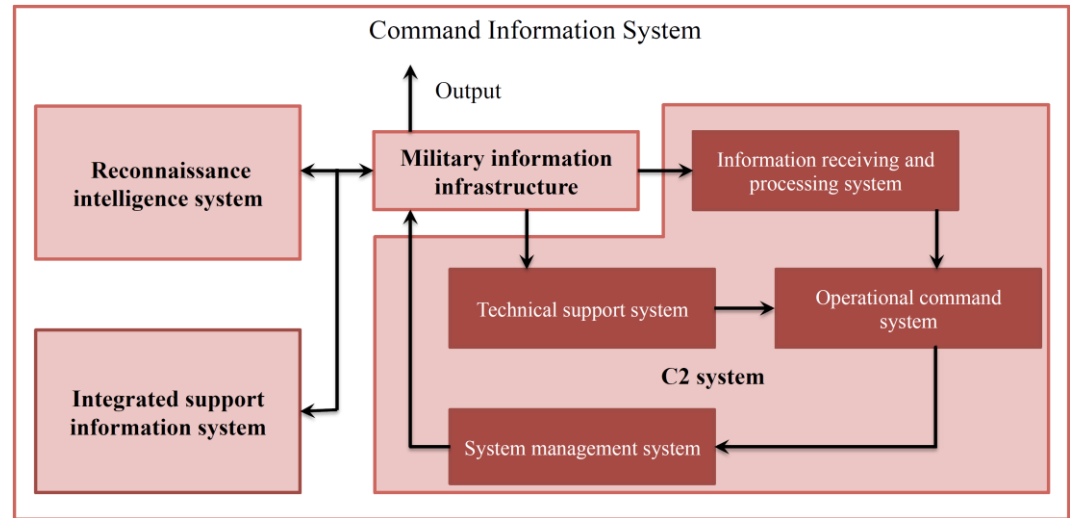 Command Information System
Output
Reconnaissance
intelligence system
Military information
infrastructure
Information receiving and
processing system
Technical support system
Operational command
system
C2 system
Integrated support
information system
System management system